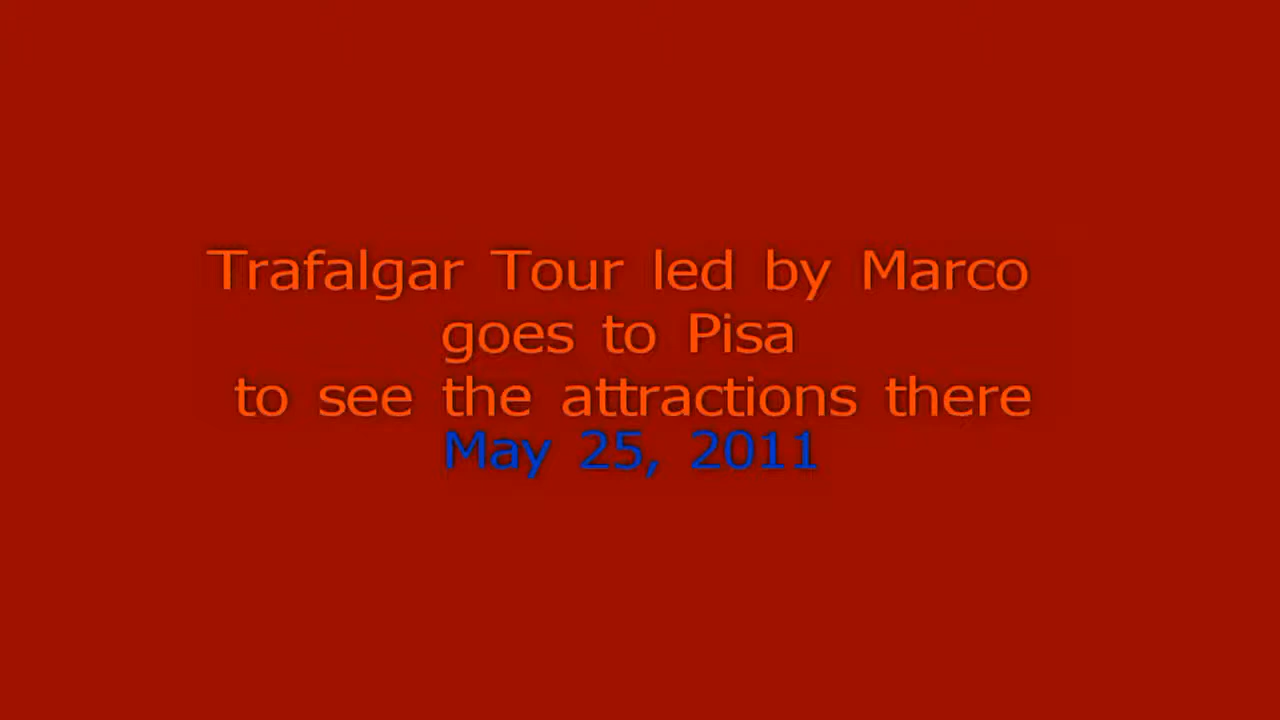 Trafalgar Tour led by Marco
goes to Pisa
to see the attractions there
May 25, 2011